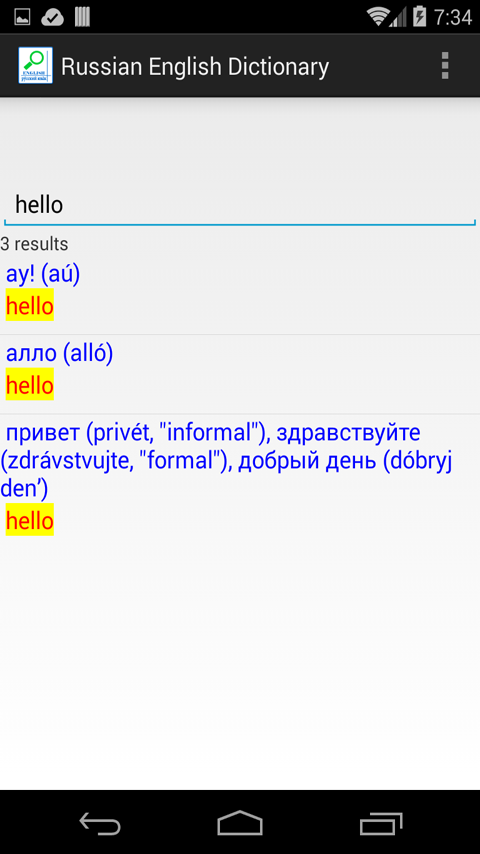 7:34
Russian English Dictionary
hello
3 results
ау! (aú)
hello
алло (alló)
hello
привет (privét, "informal"), здравствуйте
(zdrávstvujte, "formal"), добрый день (dóbryj
den’)
hello